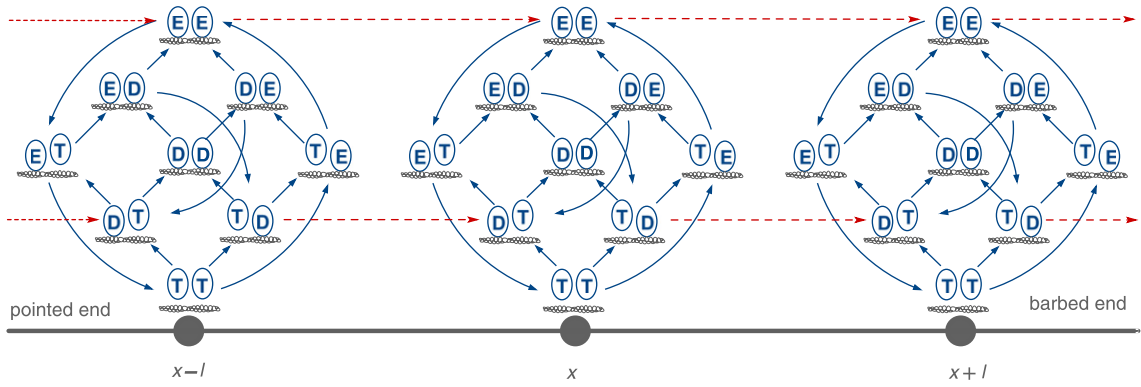 E E E E E E
E D D E E D D E E D D E
E T D D T E E T D D T E E T D D T E
D T T D D T T D D T T D
T T T T T T
pointed end barbed end
x–l x x+l